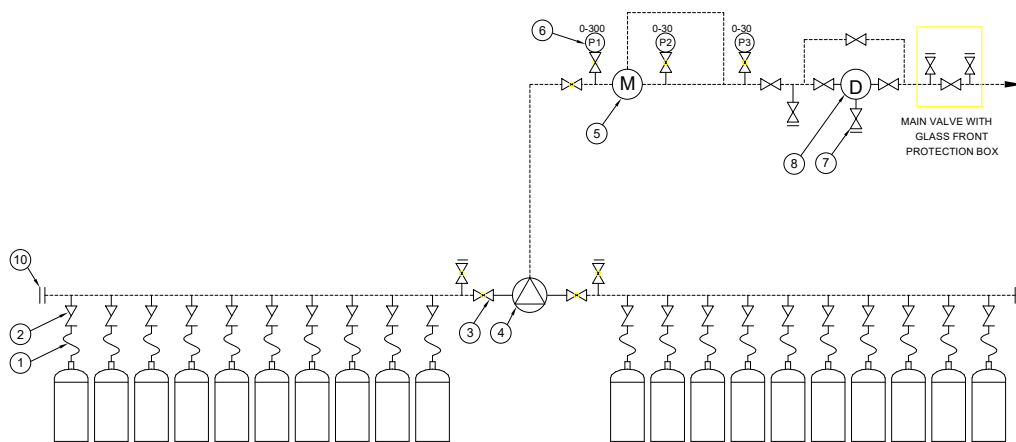 0-300
0-30
0-30
6
P1
P2
P3
M
D
5
MAIN VALVE WITH
GLASS FRONT
PROTECTION BOX
8
7
10
2
3
4
1